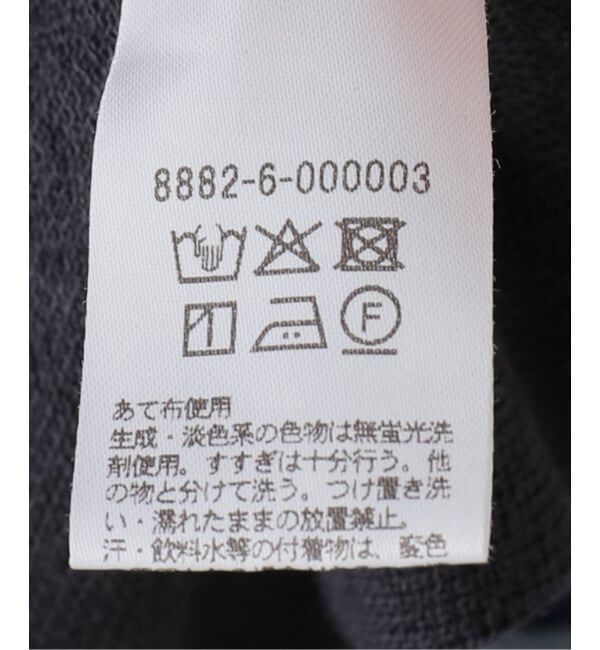 8882-6-000003
F
あて布使用
生成・淡色系の色物は無蛍光洗
剤使用。すすぎは十分行う。他
の物と分けて洗う。つけ置き洗
い・濡れたままの放置禁止。
汗・飲料水等の付着物は、変色